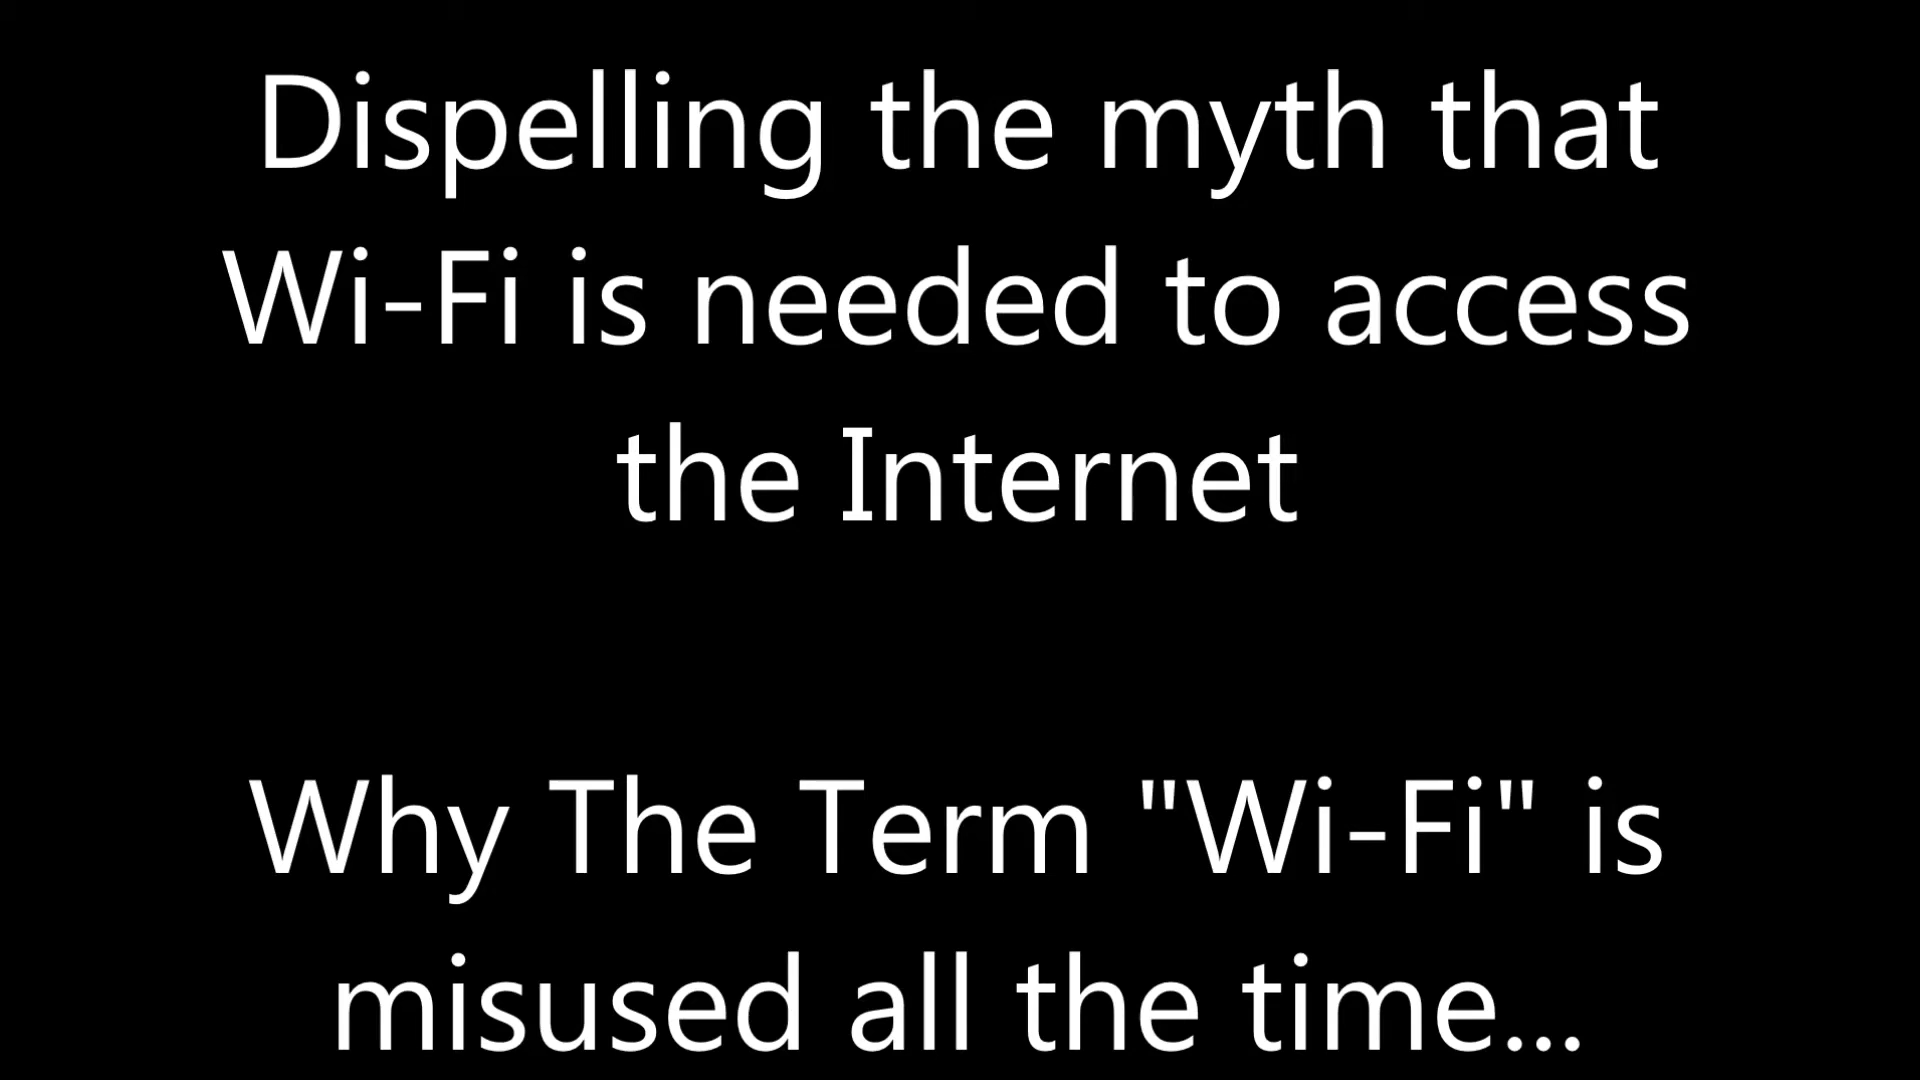 Dispelling the myth that
Wi-Fi is needed to access
the Internet
Why The Term "Wi-Fi" is
misused all the time...